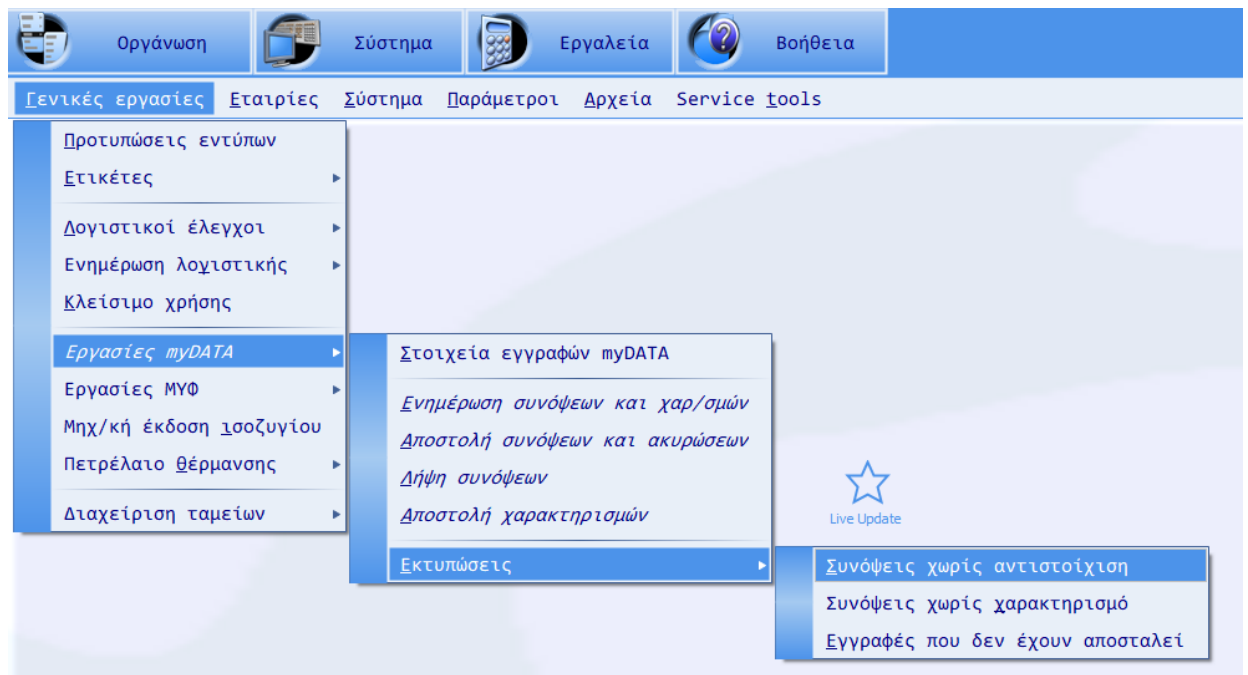 Οργάνωση Σύστημα Εργαλεία Βοήθεια
Γενικές εργασίες Εταιρίες Σύστημα Παράμετροι Αρχεία Service tools
Προτυπώσεις εντύπων
Ετικέτες
Λογιστικοί έλεγχοι
Ενημέρωση λογιστικής
Κλείσιμο χρήσης
Εργασίες myDATA
Εργασίες ΜΥΦ
Μηχ/κή έκδοση ισοζυγίου
Πετρέλαιο θέρμανσης
Διαχείριση ταμείων
Στοιχεία εγγραφών myDATA
Ενημέρωση συνόψεων και χαρ/σμών
Αποστολή συνόψεων και ακυρώσεων
Λήψη συνόψεων
Αποστολή χαρακτηρισμών
Εκτυπώσεις
Live Update
Συνόψεις χωρίς αντιστοίχιση
Συνόψεις χωρίς χαρακτηρισμό
Εγγραφές που δεν έχουν αποσταλεί